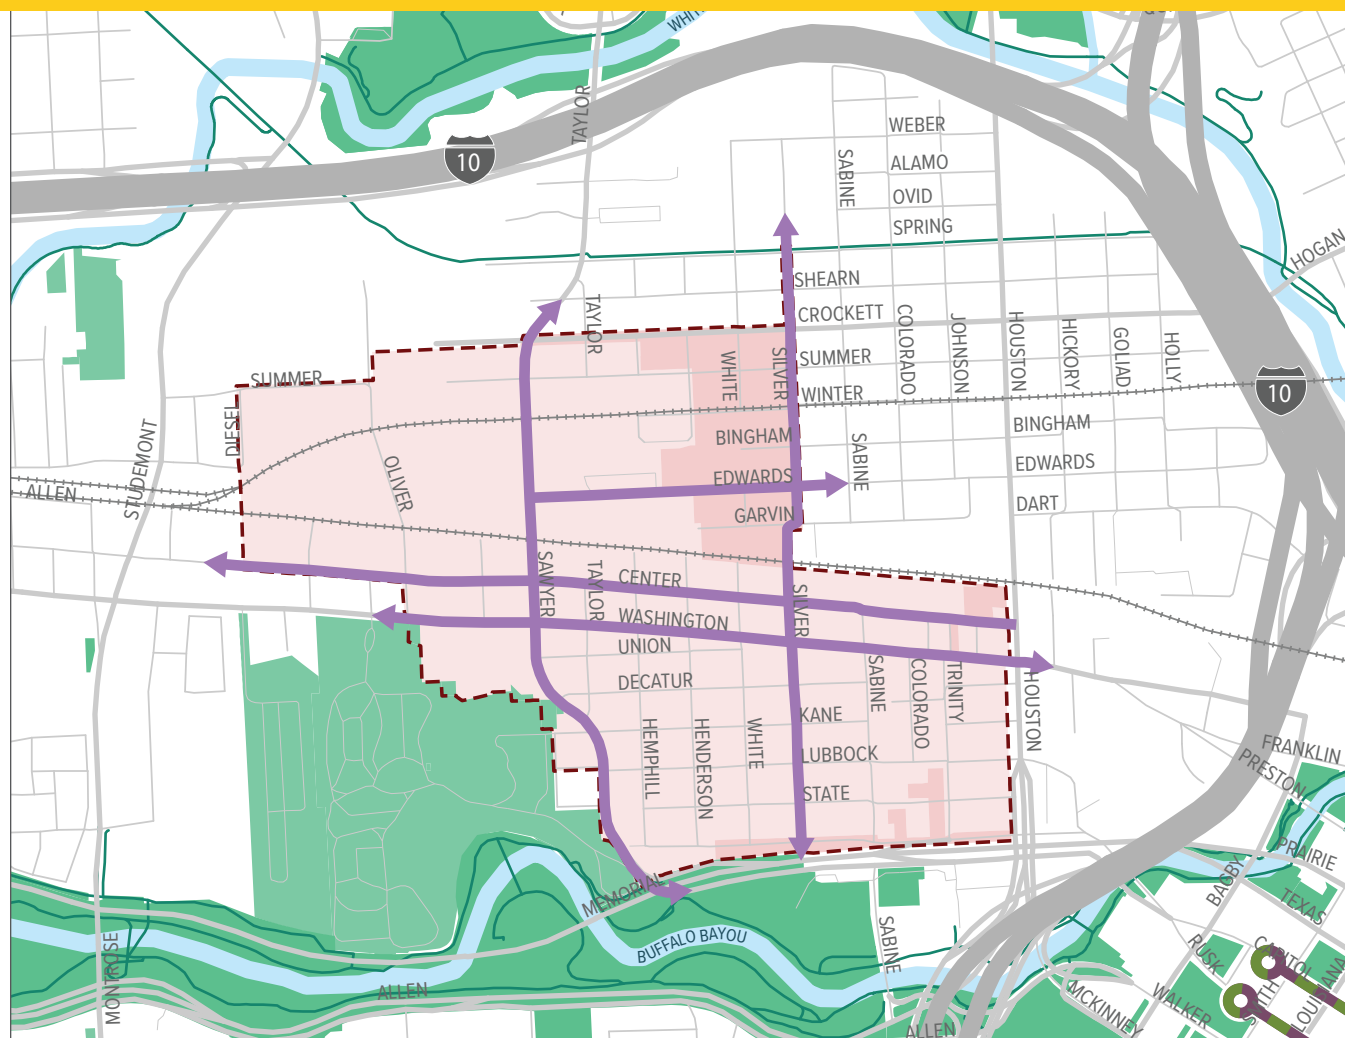 WHI
TAYLOR
10
WEBER
SABINE
ALAMO
OVID
SPRING
HOGAN
SHEARN
TAYLOR
CROCKETT
COLORADO
JOHNSON
HOUSTON
HICKORY
GOLIAD
HOLLY
WHITE
SILVER
SUMMER
SUMMER
WINTER
10
DIESEL
STUDEMONT
BINGHAM
BINGHAM
SABINE
OLIVER
EDWARDS
EDWARDS
ALLEN
GARVIN
DART
SAWYER
TAYLOR
CENTER
SILVER
WASHINGTON
UNION
DECATUR
SABINE
COLORADO
TRINITY
HOUSTON
HEMPHILL
HENDERSON
WHITE
KANE
LUBBOCK
STATE
FRANKLIN
PRESTON
PRAIRIE
BAGBY
TEXAS
MEMORIAL
BUFFALO BAYOU
SABINE
RUSK
CAPITOL
MONTROSE
ALLEN
MCKINNEY
WALKER
SMITH
LOUISIANA
ALLEN